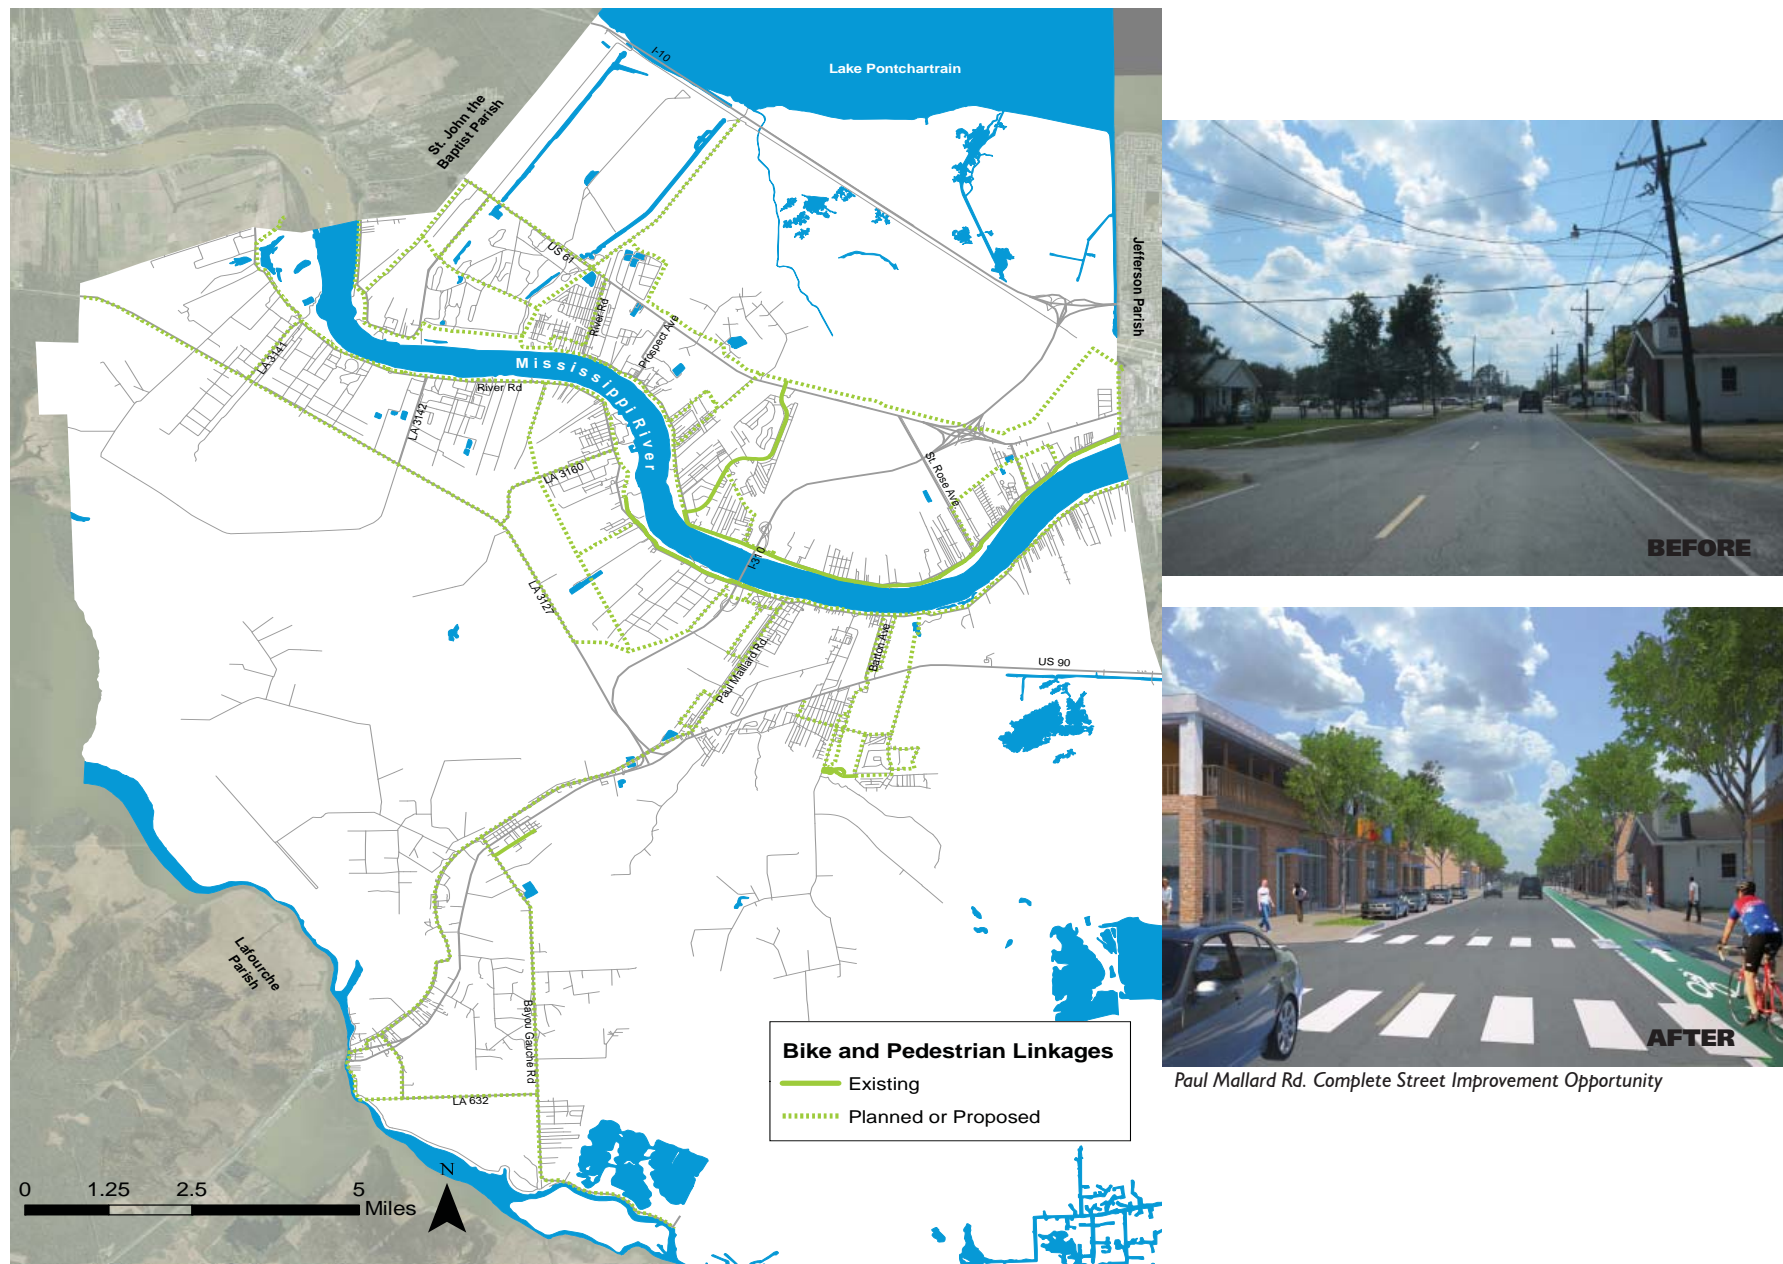 I-10
Lake Pontchartrain
St. John the
Baptist Parish
Jefferson Parish
US 61
River Rd
Prospect Ave
LA 3141
Mississippi River
River Rd
LA 3142
LA 3160
St. Rose Ave.
I-310
LA 3127
Barton Ave
Paul Maillard Rd.
US 90
Lafourche
Parish
Bayou Gauche Rd
LA 632
Bike and Pedestrian Linkages
Existing
Planned or Proposed
N
0 1.25 2.5 5
Miles
BEFORE
AFTER
Paul Mallard Rd. Complete Street Improvement Opportunity